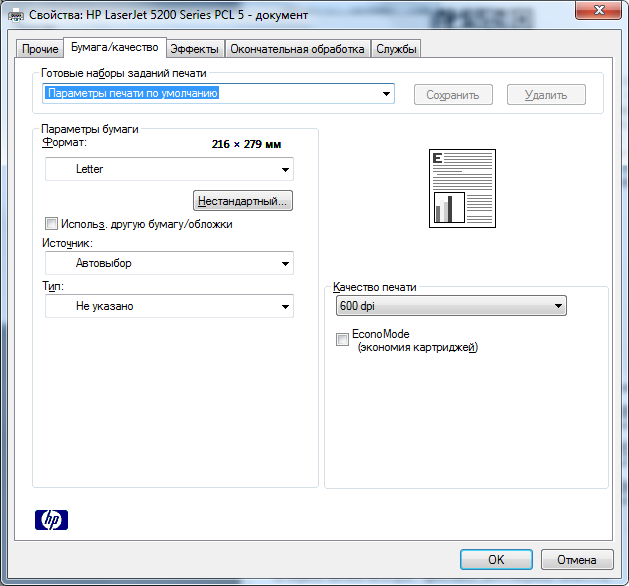 Свойства: HP LaserJet 5200 Series PCL 5 - документ
Прочие Бумага/качество Эффекты Окончательная обработка Службы
Готовые наборы заданий печати
Параметры печати по умолчанию Сохранить Удалить
Параметры бумаги
Формат: 216 × 279 мм
Letter
Нестандартный...
Использ. другую бумагу/обложки
Источник:
Автовыбор
Тип:
Не указано
E
Качество печати
600 dpi
EconoMode
(экономия картриджей)
hp
OK Отмена